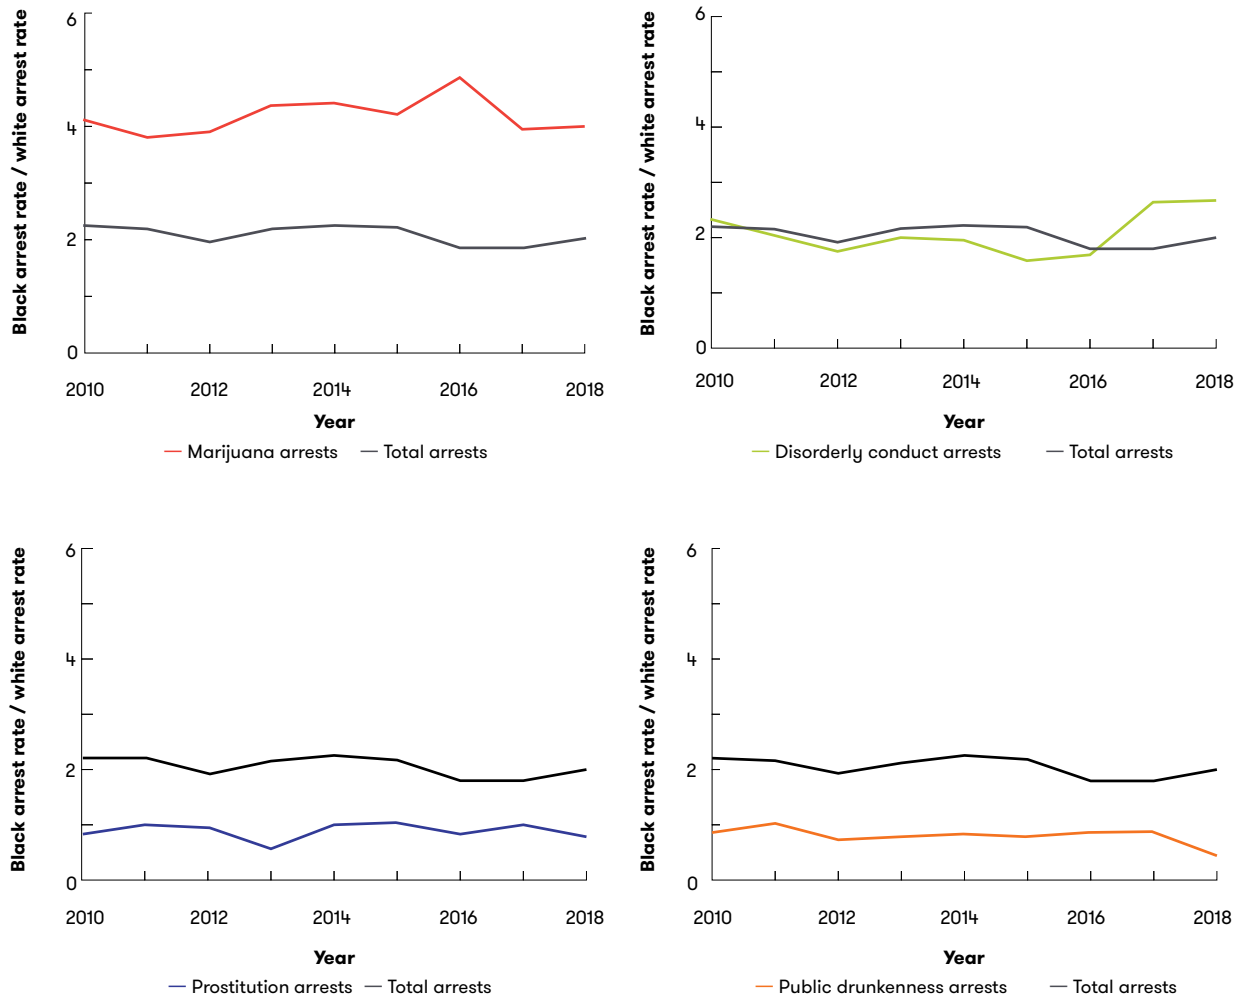 Black arrest rate / white arrest rate
6
4
2
0
2010 2012 2014 2016 2018
Year
Marijuana arrests Total arrests
Black arrest rate / white arrest rate
6
4
2
0
2010 2012 2014 2016 2018
Year
Disorderly conduct arrests Total arrests
Black arrest rate / white arrest rate
6
4
2
0
2010 2012 2014 2016 2018
Year
Prostitution arrests Total arrests
Black arrest rate / white arrest rate
6
4
2
0
2010 2012 2014 2016 2018
Year
Public drunkenness arrests Total arrests